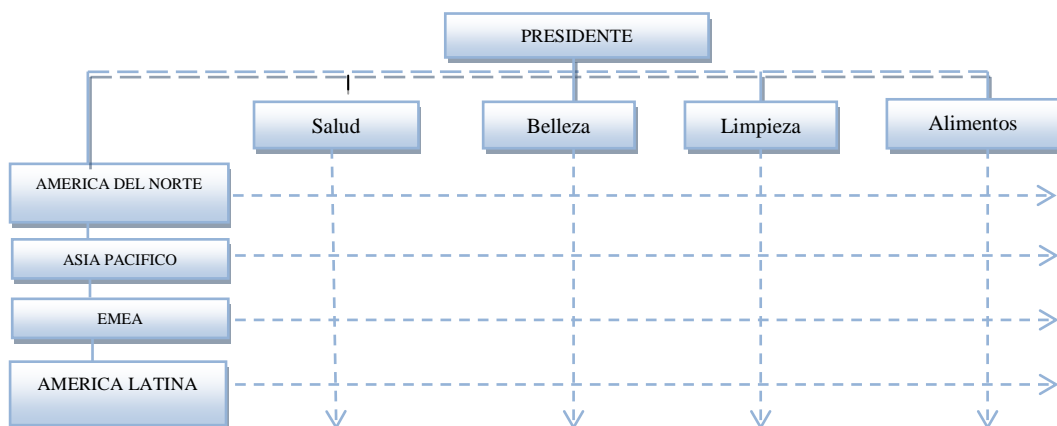 PRESIDENTE
Salud
Belleza
Limpieza
Alimentos
AMERICA DEL NORTE
ASIA PACIFICO
EMEA
AMERICA LATINA